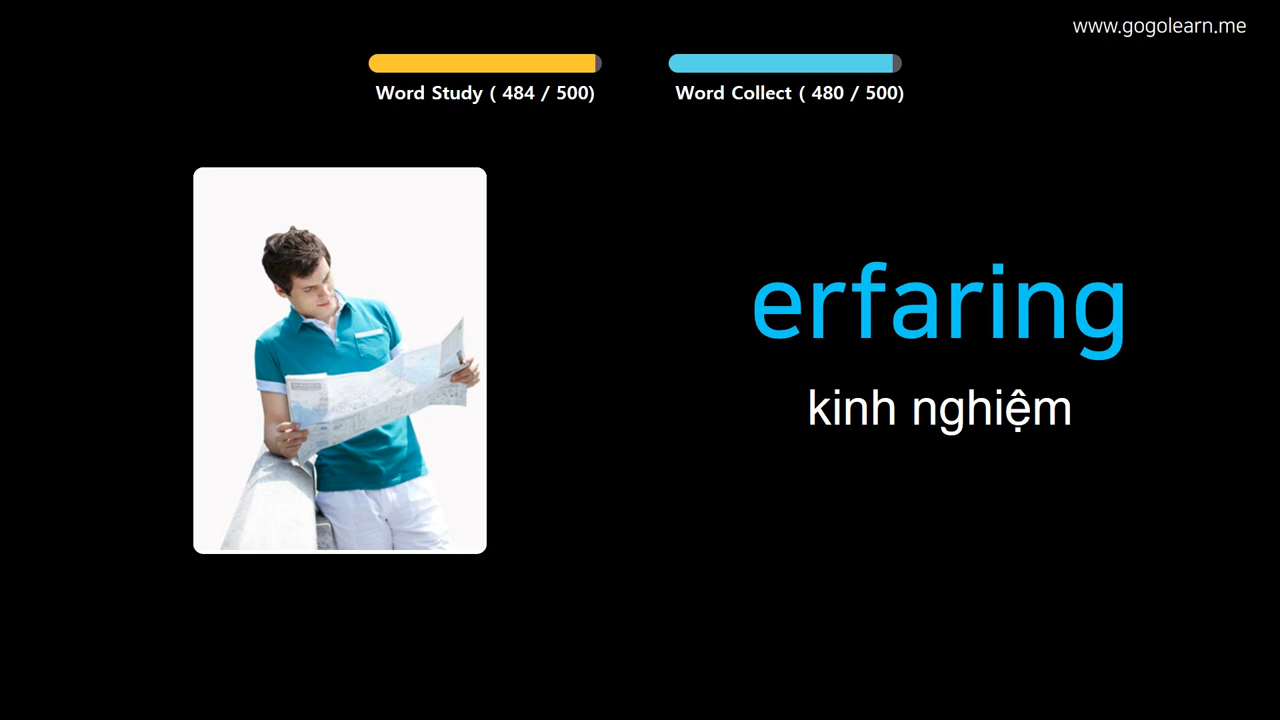 www.gogolearn.me
Word Study ( 484 / 500)
Word Collect ( 480 / 500)
erfaring
kinh nghiệm